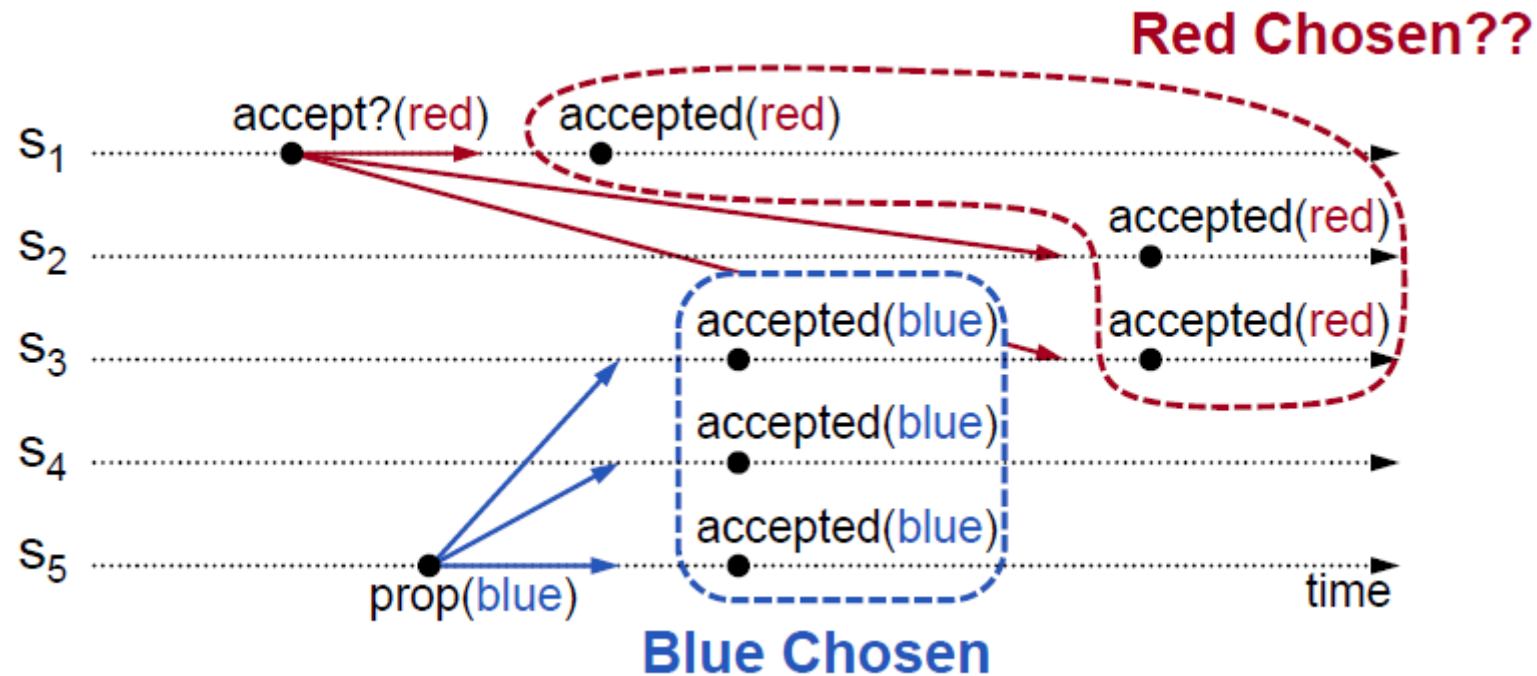 Red Chosen??
accept?(red) accepted(red)
S1
accepted(red)
S2
accepted(blue) accepted(red)
S3
accepted(blue)
S4
accepted(blue)
S5
prop(blue) time
Blue Chosen